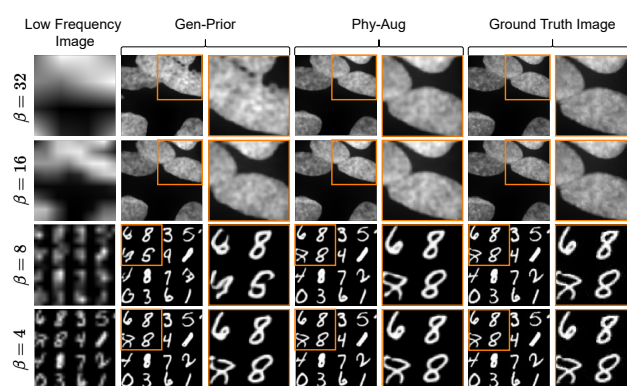 Low Frequency
Image
Gen-Prior
Phy-Aug
Ground Truth Image
β = 32
β = 16
β = 8
β = 4